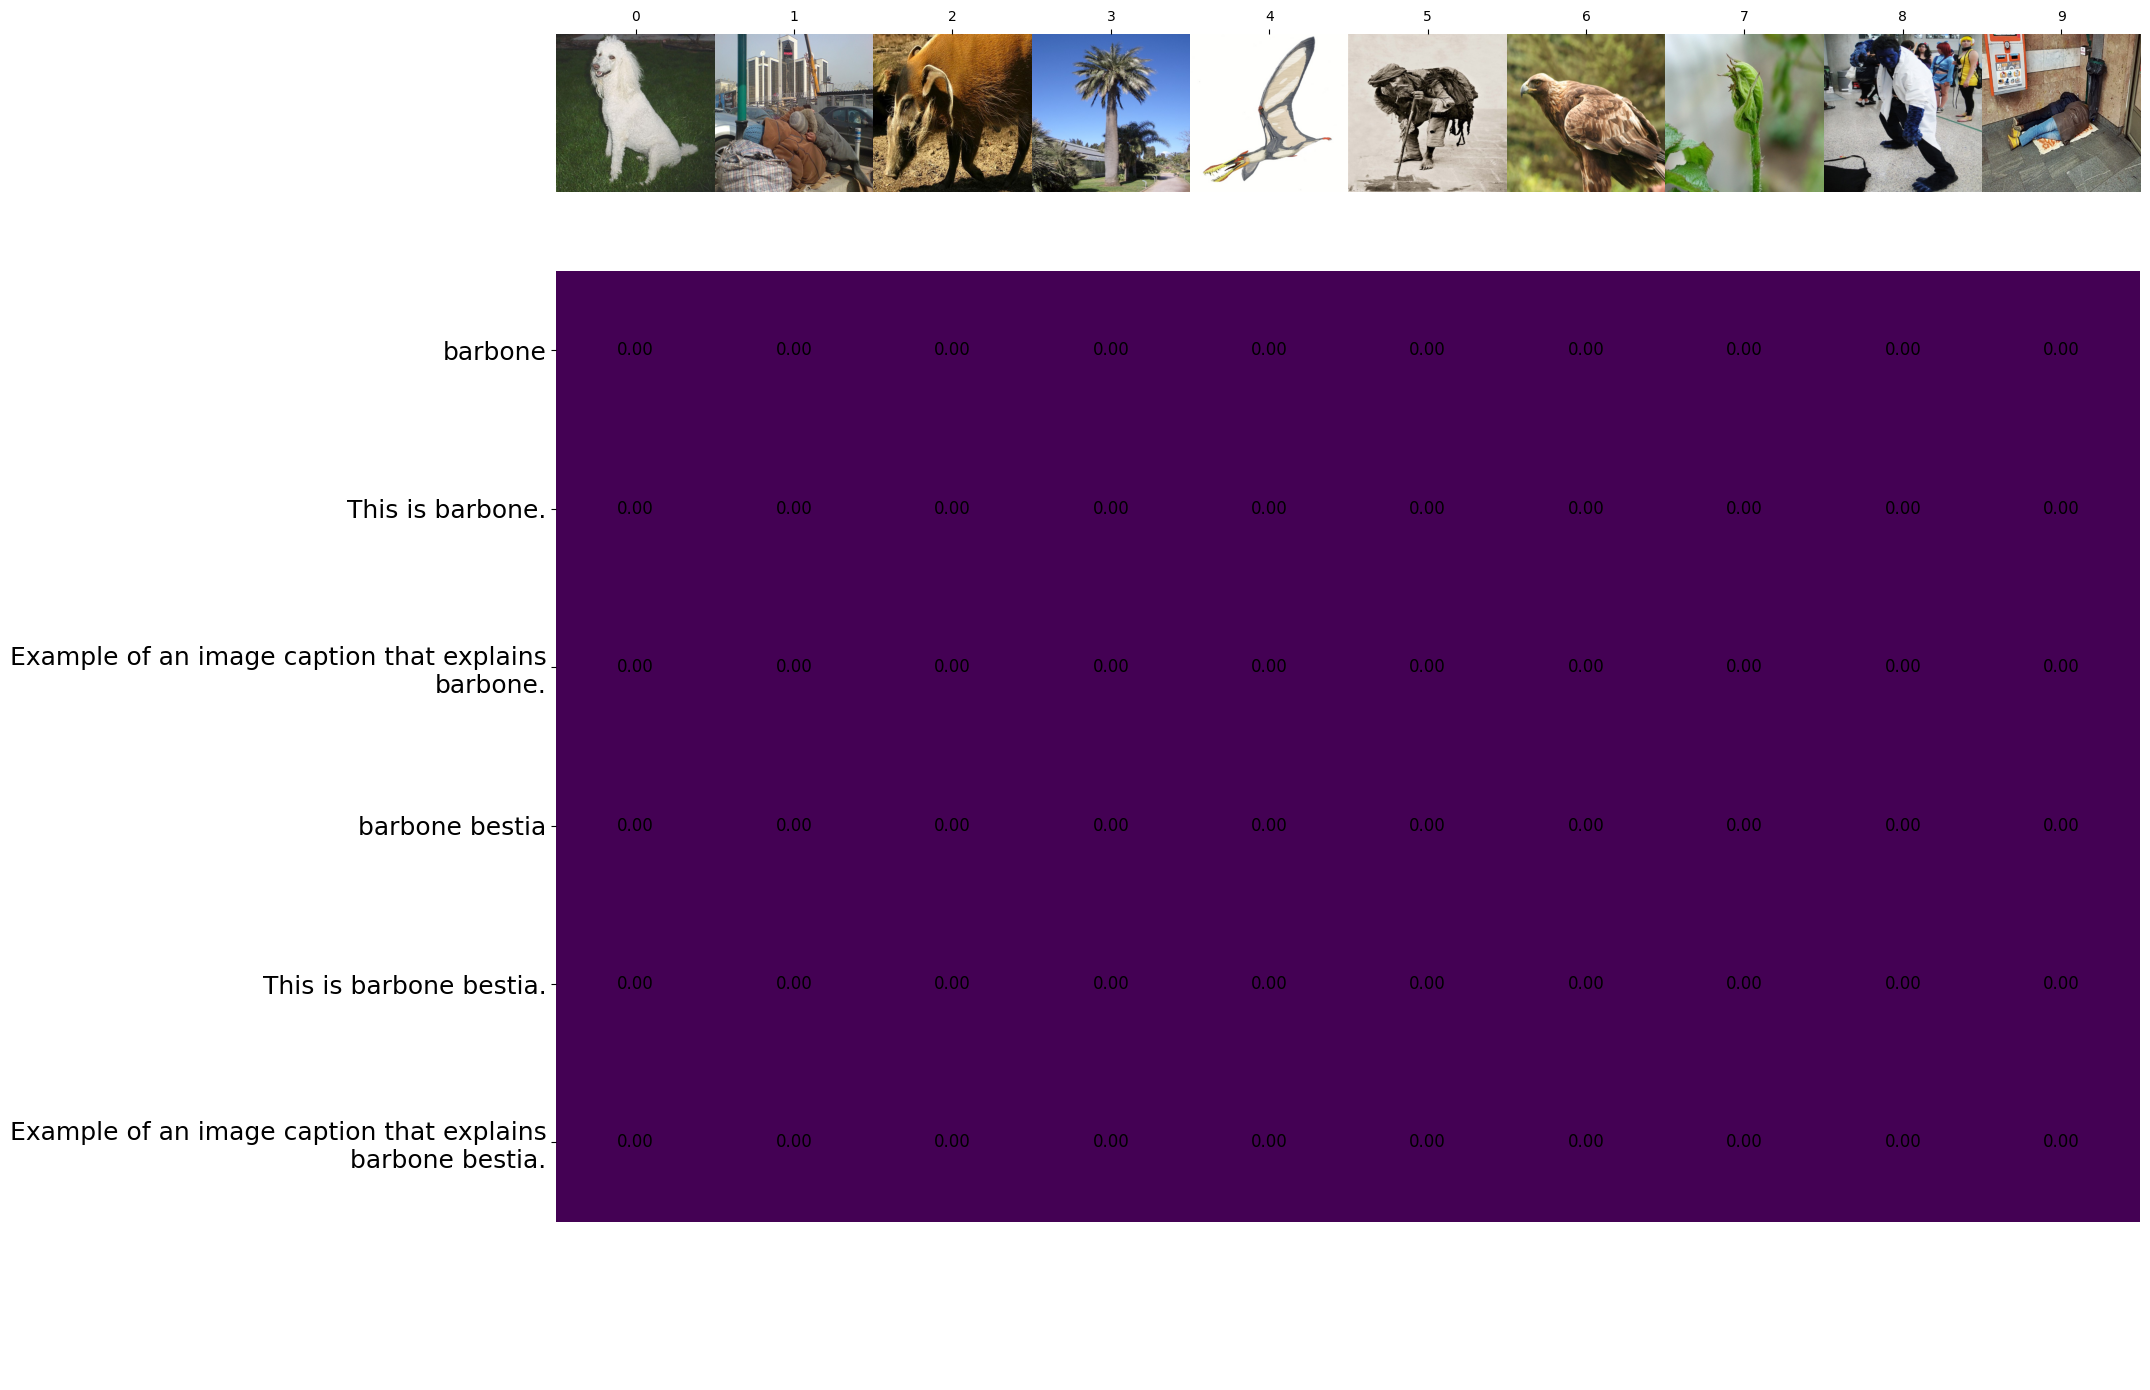 0 1 2 3 4 5 6 7 8 9
barbone 0.00 0.00 0.00 0.00 0.00 0.00 0.00 0.00 0.00 0.00
This is barbone. 0.00 0.00 0.00 0.00 0.00 0.00 0.00 0.00 0.00 0.00
Example of an image caption that explains
barbone. 0.00 0.00 0.00 0.00 0.00 0.00 0.00 0.00 0.00 0.00
barbone bestia 0.00 0.00 0.00 0.00 0.00 0.00 0.00 0.00 0.00 0.00
This is barbone bestia. 0.00 0.00 0.00 0.00 0.00 0.00 0.00 0.00 0.00 0.00
Example of an image caption that explains
barbone bestia. 0.00 0.00 0.00 0.00 0.00 0.00 0.00 0.00 0.00 0.00